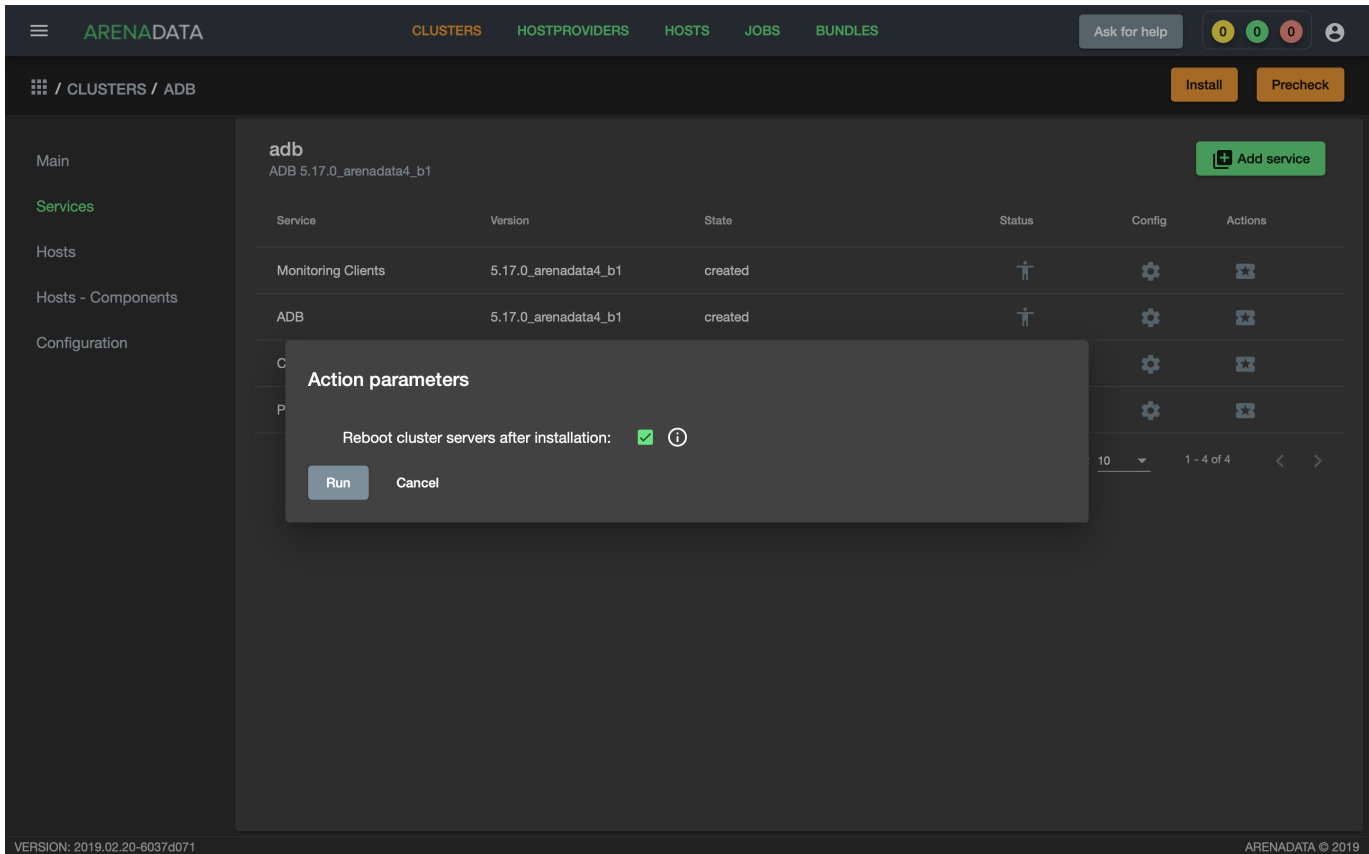 ARENADATA CLUSTERS HOSTPROVIDERS HOSTS JOBS BUNDLES Ask for help 0 0 0
/ CLUSTERS / ADB Install Precheck
Main
Services
Hosts
Hosts - Components
Configuration
adb
ADB 5.17.0_arenadata4_b1
Add service
Service Version State Status Config Actions
Monitoring Clients 5.17.0_arenadata4_b1 created
ADB 5.17.0_arenadata4_b1 created
C
P
Action parameters
Reboot cluster servers after installation:
Run Cancel
: 10 1 - 4 of 4
VERSION: 2019.02.20-6037d071 ARENADATA © 2019